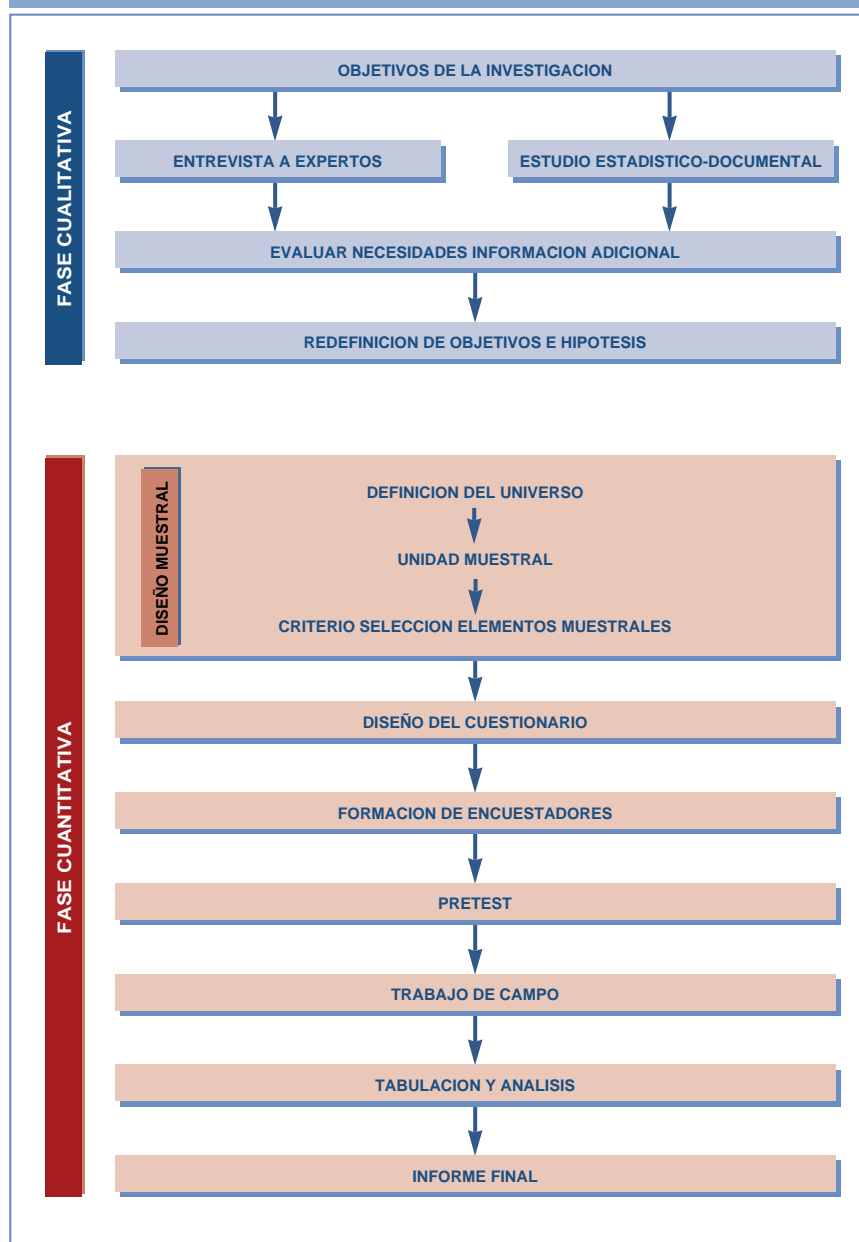 FASE CUALITATIVA
OBJETIVOS DE LA INVESTIGACION
ENTREVISTA A EXPERTOS
ESTUDIO ESTADISTICO-DOCUMENTAL
EVALUAR NECESIDADES INFORMACION ADICIONAL
REDEFINICION DE OBJETIVOS E HIPOTESIS
FASE CUANTITATIVA
DISEÑO MUESTRAL
DEFINICION DEL UNIVERSO
UNIDAD MUESTRAL
CRITERIO SELECCION ELEMENTOS MUESTRALES
DISEÑO DEL CUESTIONARIO
FORMACION DE ENCUESTADORES
PRETEST
TRABAJO DE CAMPO
TABULACION Y ANALISIS
INFORME FINAL